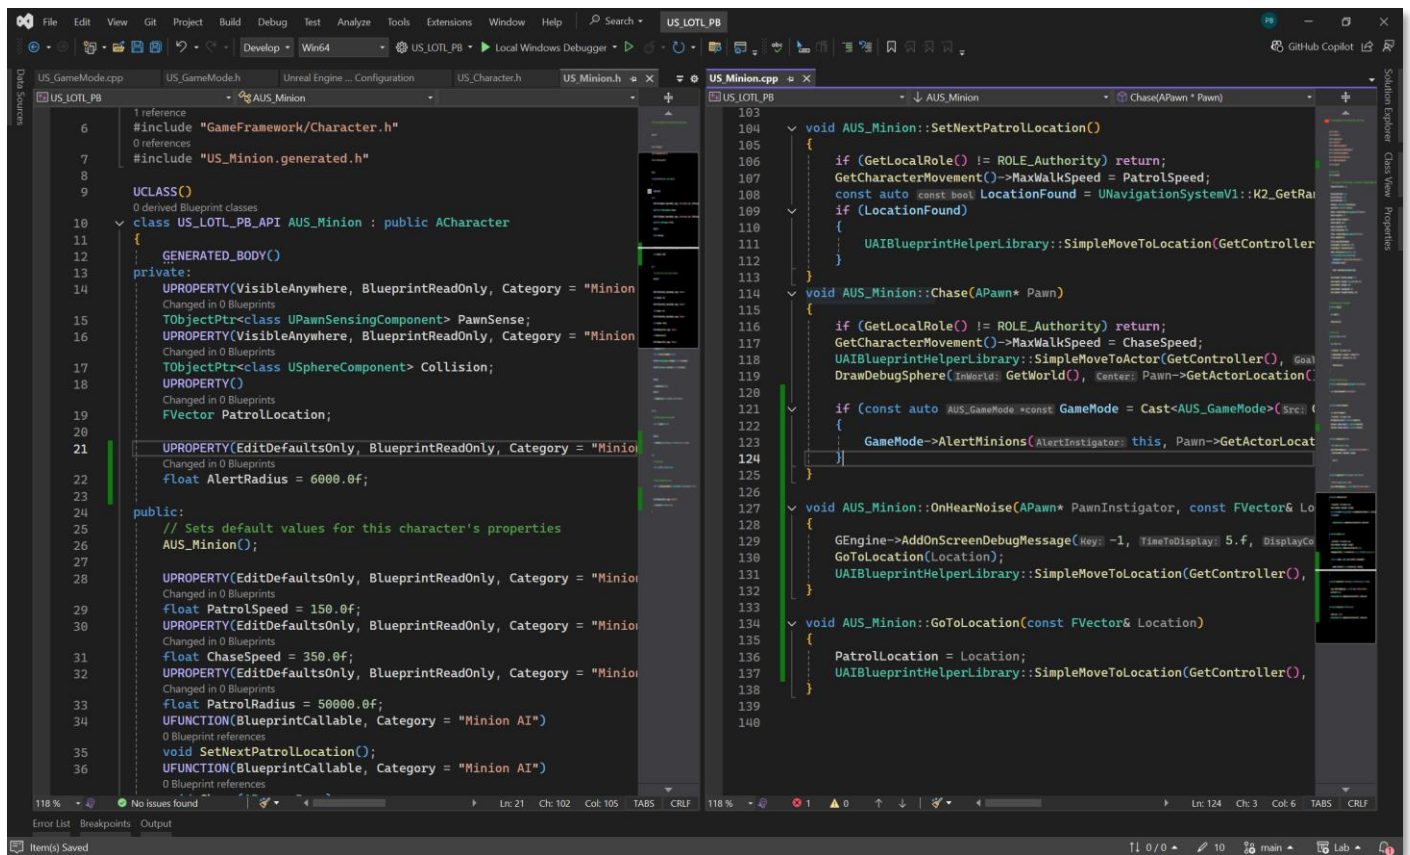 File Edit View Git Project Build Debug Test Analyze Tools Extensions Window Help Search US_LOTL_PB PB
Develop Win64 US_LOTL_PB Local Windows Debugger GitHub Copilot
US_GameMode.cpp US_GameMode.h Unreal Engine ... Configuration US_Character.h US_Minion.h US_Minion.cpp
Data Sources
US_LOTL_PB AUS_Minion
1 reference
6 #include "GameFramework/Character.h"
0 references
7 #include "US_Minion.generated.h"
8
9 UCLASS()
0 derived Blueprint classes
10 class US_LOTL_PB_API AUS_Minion : public ACharacter
11 {
12 GENERATED_BODY()
13 private:
14 UPROPERTY(VisibleAnywhere, BlueprintReadOnly, Category = "Minion
Changed in 0 Blueprints
15 TObjectPtr<class UPawnSensingComponent> PawnSense;
16 UPROPERTY(VisibleAnywhere, BlueprintReadOnly, Category = "Minion
Changed in 0 Blueprints
17 TObjectPtr<class USphereComponent> Collision;
18 UPROPERTY()
Changed in 0 Blueprints
19 FVector PatrolLocation;
20
21 UPROPERTY(EditDefaultsOnly, BlueprintReadOnly, Category = "Minio
Changed in 0 Blueprints
22 float AlertRadius = 6000.0f;
23
24 public:
25 // Sets default values for this character's properties
26 AUS_Minion();
27
28 UPROPERTY(EditDefaultsOnly, BlueprintReadOnly, Category = "Minio
Changed in 0 Blueprints
29 float PatrolSpeed = 150.0f;
30 UPROPERTY(EditDefaultsOnly, BlueprintReadOnly, Category = "Minio
Changed in 0 Blueprints
31 float ChaseSpeed = 350.0f;
32 UPROPERTY(EditDefaultsOnly, BlueprintReadOnly, Category = "Minio
Changed in 0 Blueprints
33 float PatrolRadius = 50000.0f;
34 UFUNCTION(BlueprintCallable, Category = "Minion AI")
0 Blueprint references
35 void SetNextPatrolLocation();
36 UFUNCTION(BlueprintCallable, Category = "Minion AI")
0 Blueprint references
118 % No issues found Ln: 21 Ch: 102 Col: 105 TABS CRLF
US_LOTL_PB AUS_Minion Chase(APawn * Pawn)
103
104 void AUS_Minion::SetNextPatrolLocation()
105 {
106 if (GetLocalRole() != ROLE_Authority) return;
107 GetCharacterMovement()->MaxWalkSpeed = PatrolSpeed;
108 const auto const bool LocationFound = UNavigationSystemV1::K2_GetRa
109 if (LocationFound)
110 {
111 UAIBlueprintHelperLibrary::SimpleMoveToLocation(GetController
112 }
113 }
114 void AUS_Minion::Chase(APawn* Pawn)
115 {
116 if (GetLocalRole() != ROLE_Authority) return;
117 GetCharacterMovement()->MaxWalkSpeed = ChaseSpeed;
118 UAIBlueprintHelperLibrary::SimpleMoveToActor(GetController(), Goal
119 DrawDebugSphere(InWorld: GetWorld(), Center: Pawn->GetActorLocation(
120
121 if (const auto AUS_GameMode *const GameMode = Cast<AUS_GameMode>(Src:
122 {
123 GameMode->AlertMinions(AlertInstigator: this, Pawn->GetActorLocat
124 }
125 }
126
127 void AUS_Minion::OnHearNoise(APawn* PawnInstigator, const FVector& Lo
128 {
129 GEngine->AddOnScreenDebugMessage(Key: -1, TimeToDisplay: 5.f, DisplayCo
130 GoToLocation(Location);
131 UAIBlueprintHelperLibrary::SimpleMoveToLocation(GetController(),
132 }
133
134 void AUS_Minion::GoToLocation(const FVector& Location)
135 {
136 PatrolLocation = Location;
137 UAIBlueprintHelperLibrary::SimpleMoveToLocation(GetController(),
138 }
139
140
118 % 1 0 Ln: 124 Ch: 3 Col: 6 TABS CRLF
Solution Explorer
Class View
Properties
Error List Breakpoints Output
Item(s) Saved 0 / 0 10 main Lab